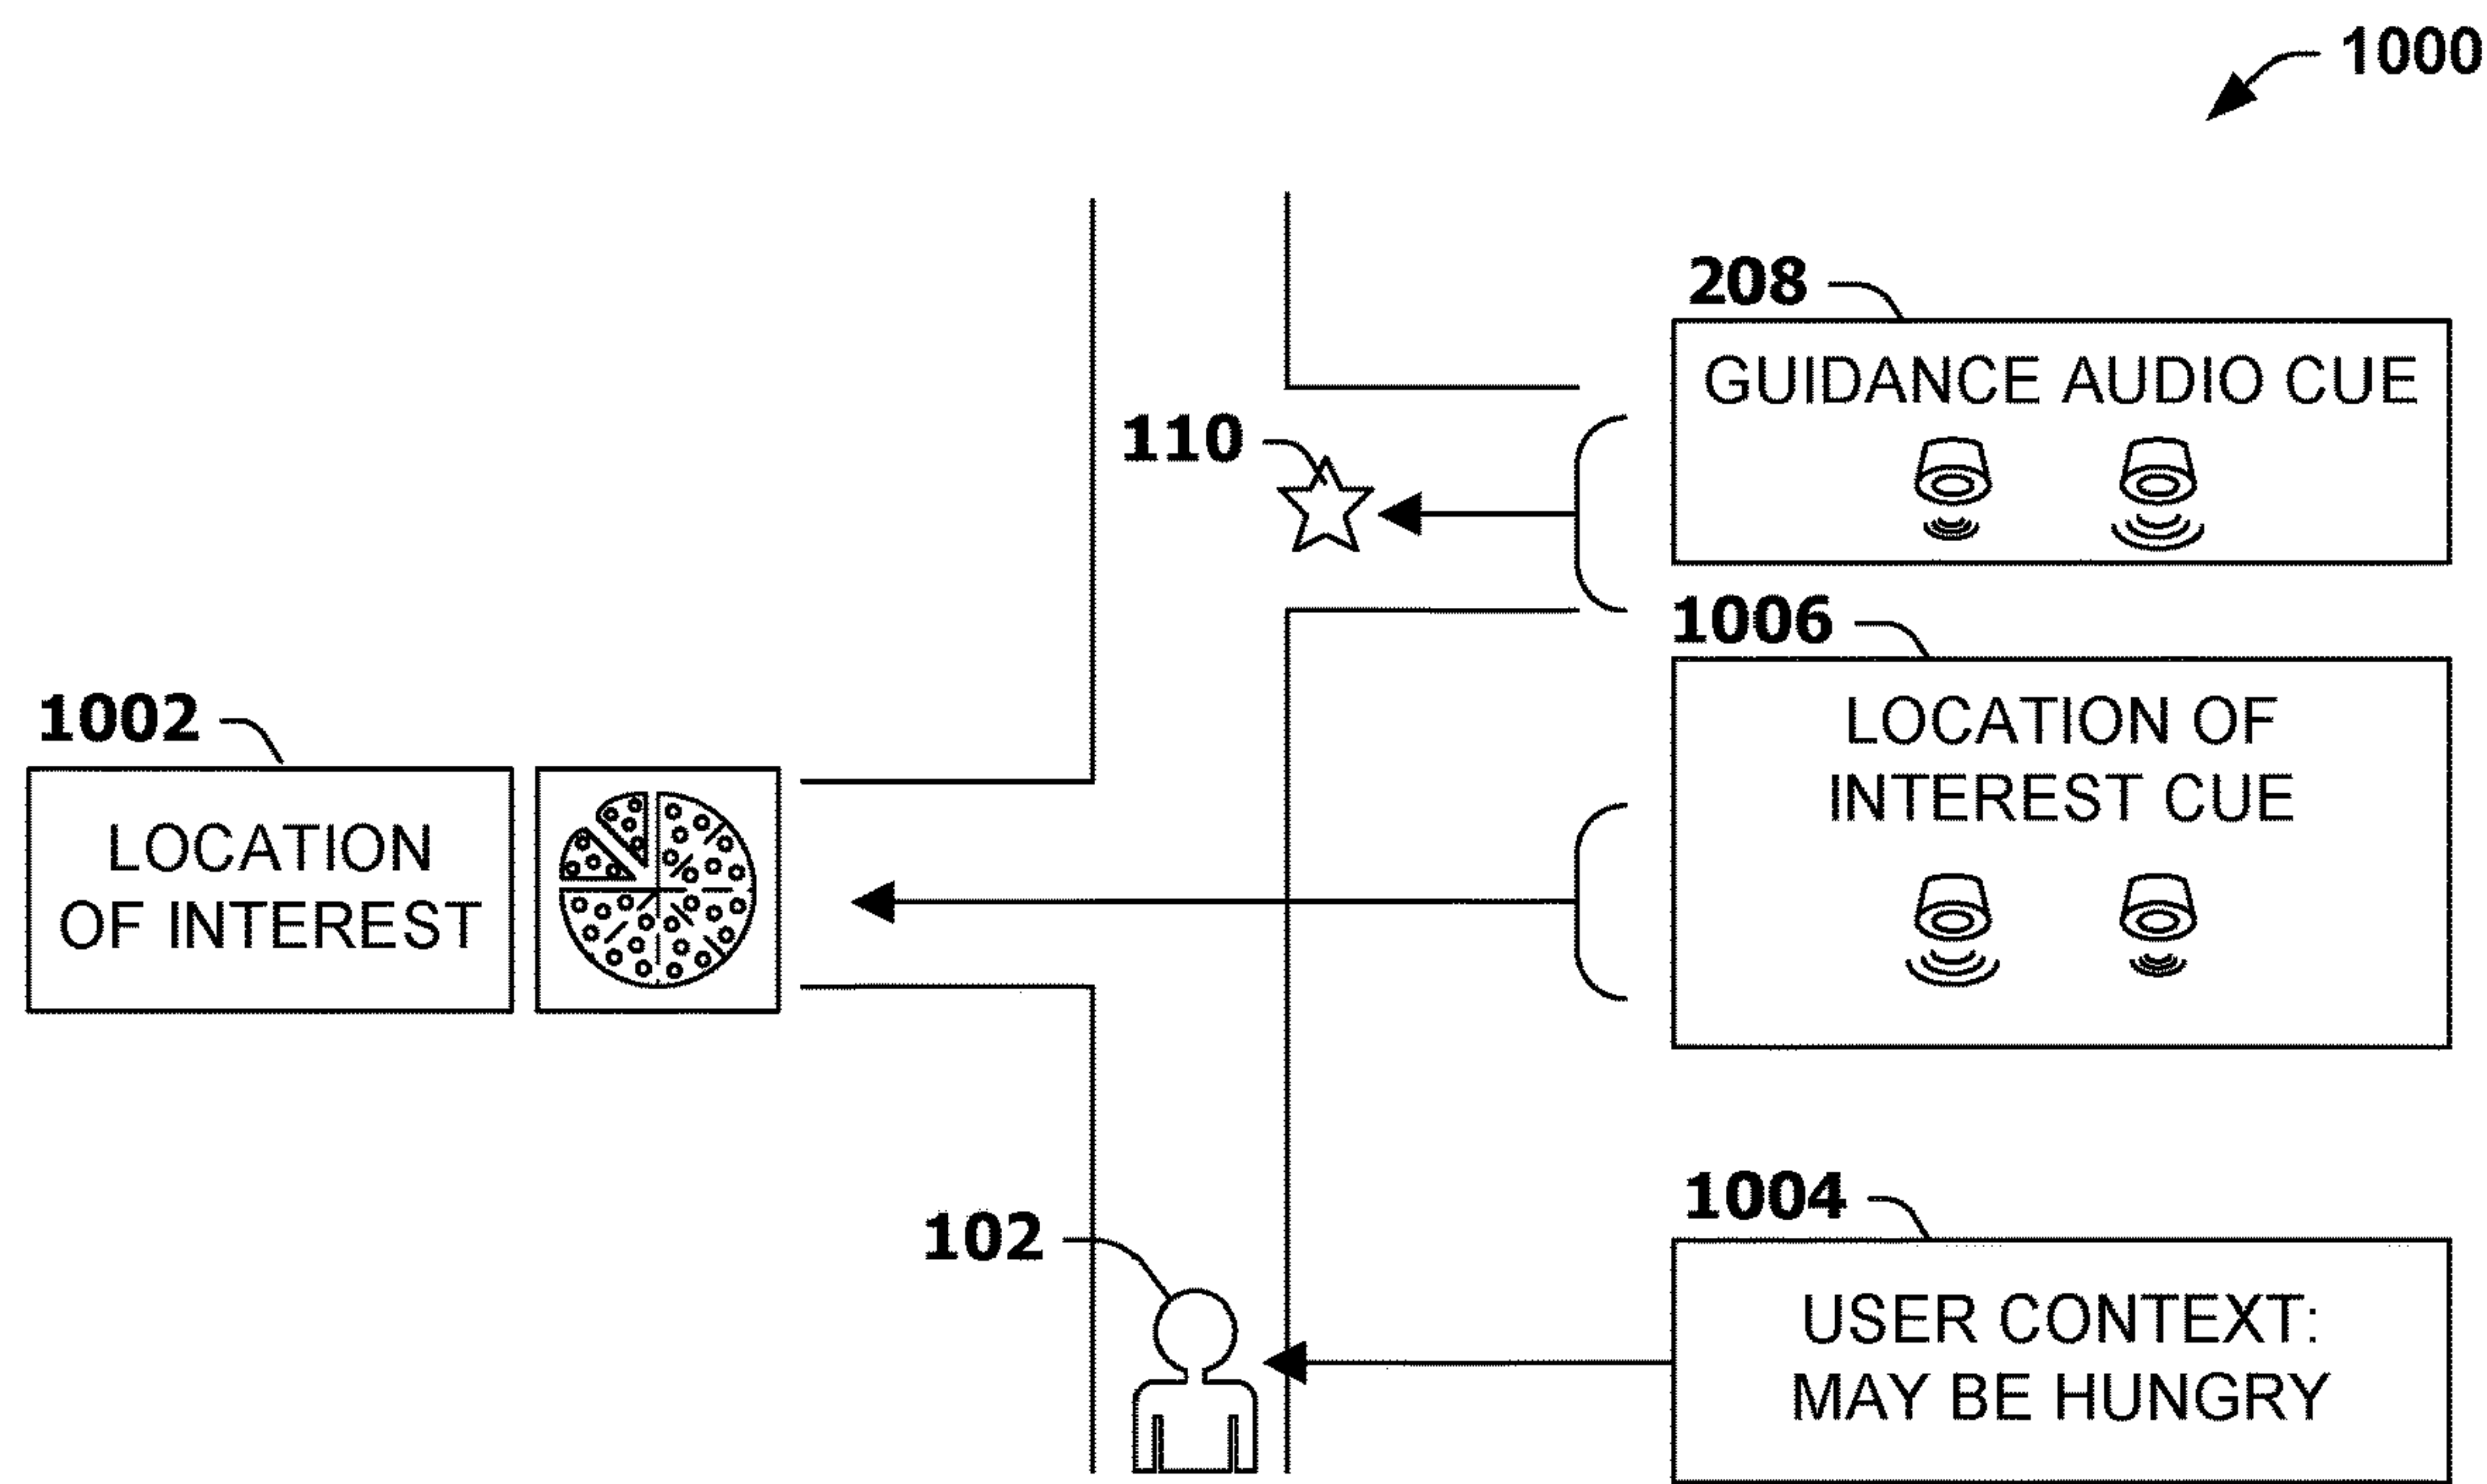 1000
208
GUIDANCE AUDIO CUE
110
1006
LOCATION OF
INTEREST CUE
1002
LOCATION
OF INTEREST
1004
102
USER CONTEXT:
MAY BE HUNGRY